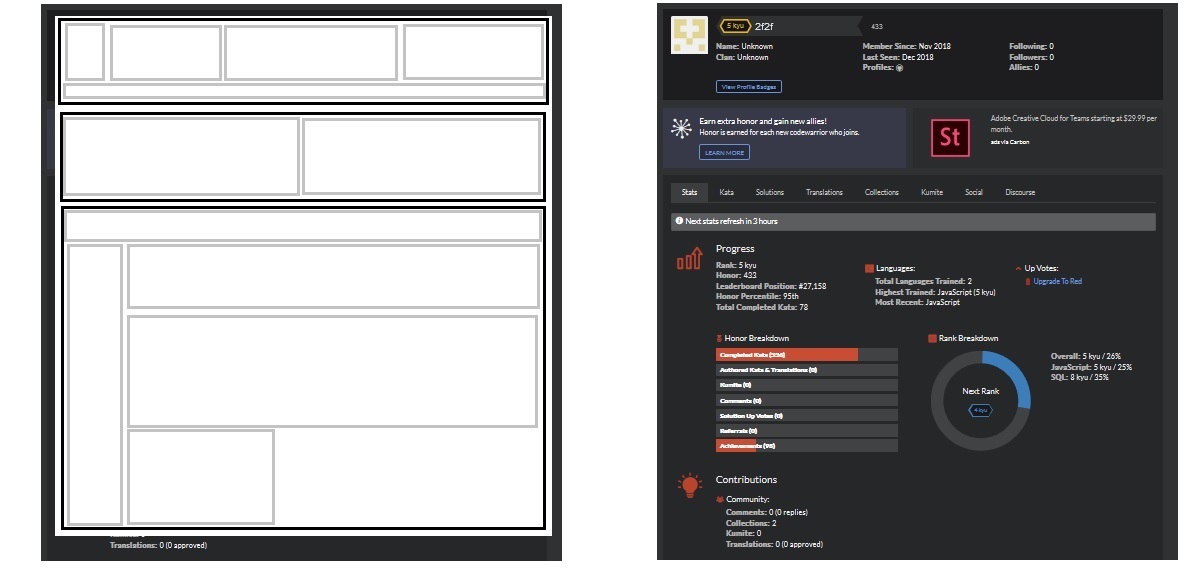 Translations: 0 (0 approved)
5 kyu 2f2f 433
Name: Unknown
Clan: Unknown
Member Since: Nov 2018
Last Seen: Dec 2018
Profiles:
Following: 0
Followers: 0
Allies: 0
View Profile Badges
Earn extra honor and gain new allies!
Honor is earned for each new codewarrior who joins.
LEARN MORE
St
Adobe Creative Cloud for Teams starting at $29.99 per
month.
ads via Carbon
Stats Kata Solutions Translations Collections Kumite Social Discourse
Next stats refresh in 3 hours
Progress
Rank: 5 kyu
Honor: 433
Leaderboard Position: #27,158
Honor Percentile: 95th
Total Completed Kata: 78
Languages:
Total Languages Trained: 2
Highest Trained: JavaScript (5 kyu)
Most Recent: JavaScript
Up Votes:
Upgrade To Red
Honor Breakdown
Completed Kata (338)
Authored Kata & Translations (0)
Kumite (0)
Comments (0)
Solution Up Votes (0)
Referrals (0)
Achievements (95)
Rank Breakdown
Next Rank
4 kyu
Overall: 5 kyu / 26%
JavaScript: 5 kyu / 25%
SQL: 8 kyu / 35%
Contributions
Community:
Comments: 0 (0 replies)
Collections: 2
Kumite: 0
Translations: 0 (0 approved)